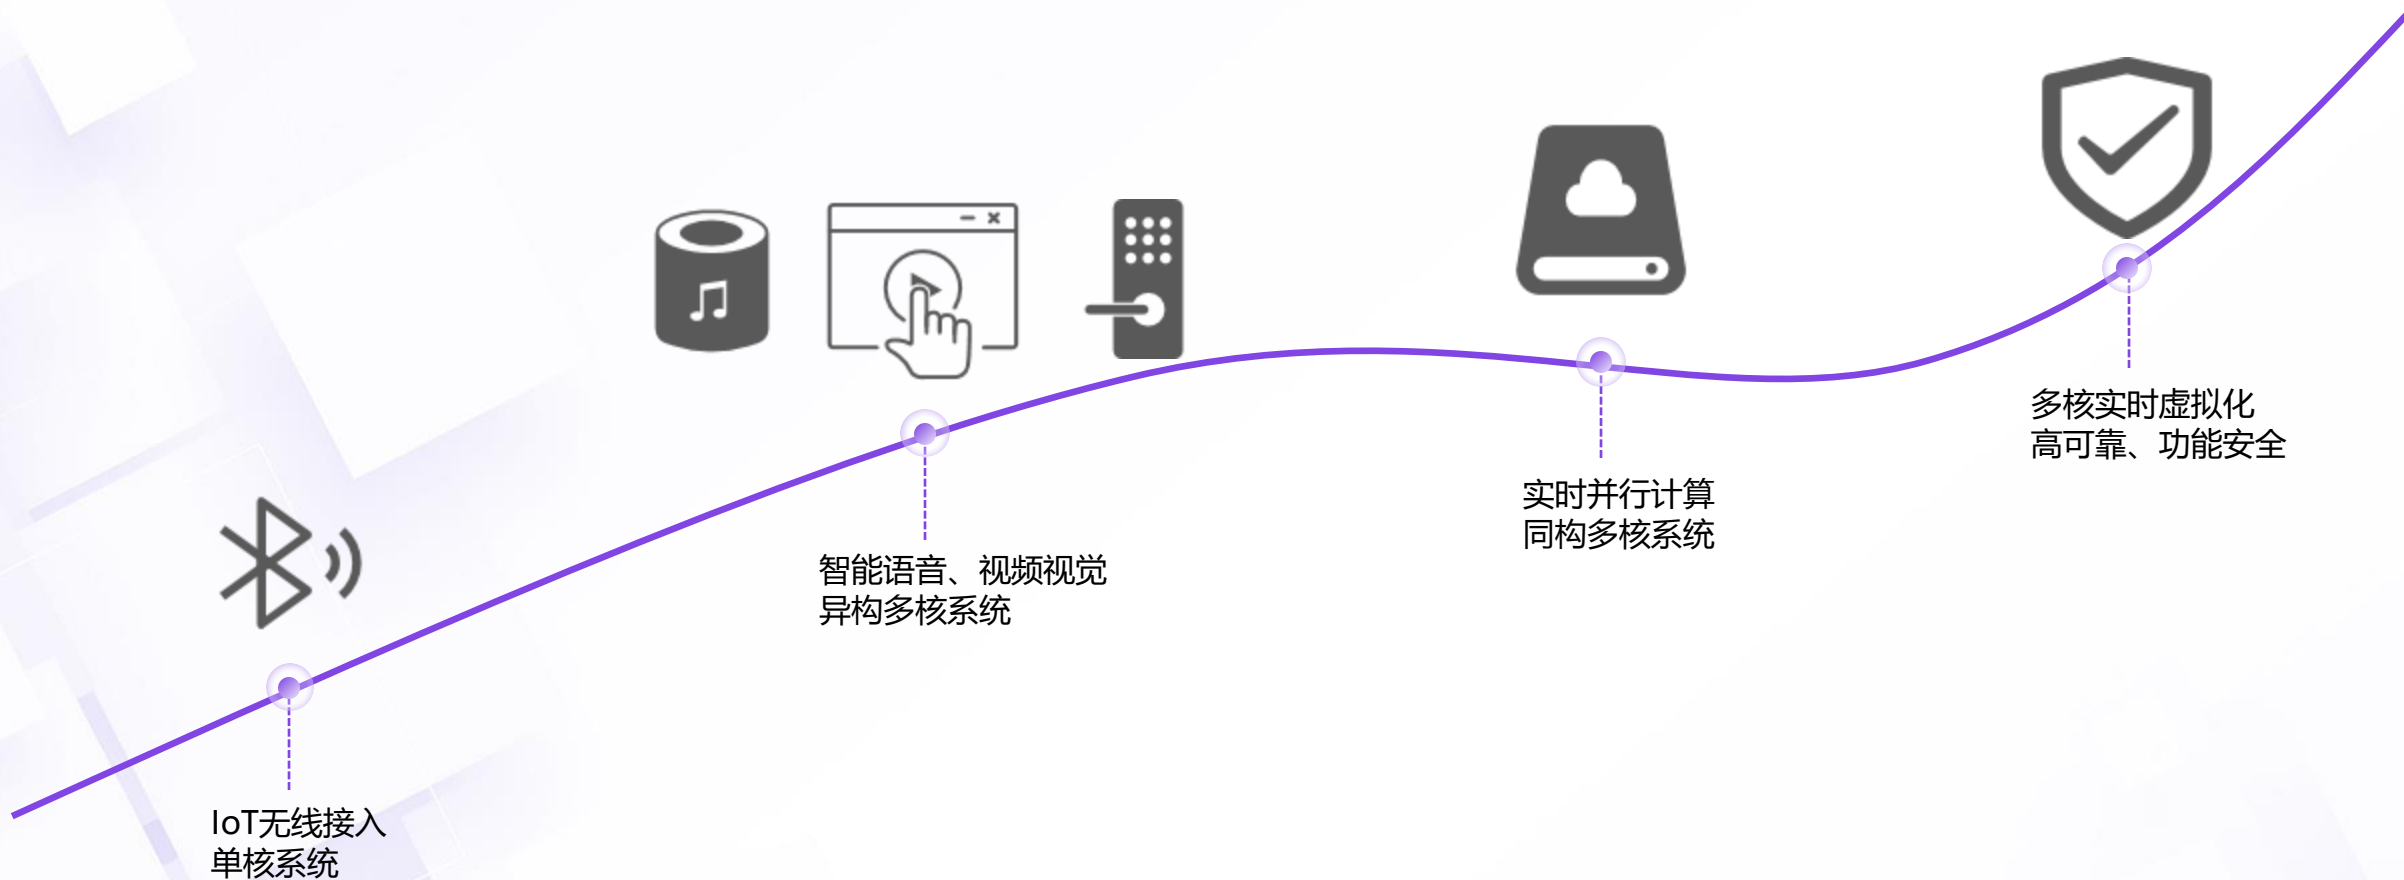 IoT无线接入
单核系统
智能语音、视频视觉
异构多核系统
实时并行计算
同构多核系统
多核实时虚拟化
高可靠、功能安全